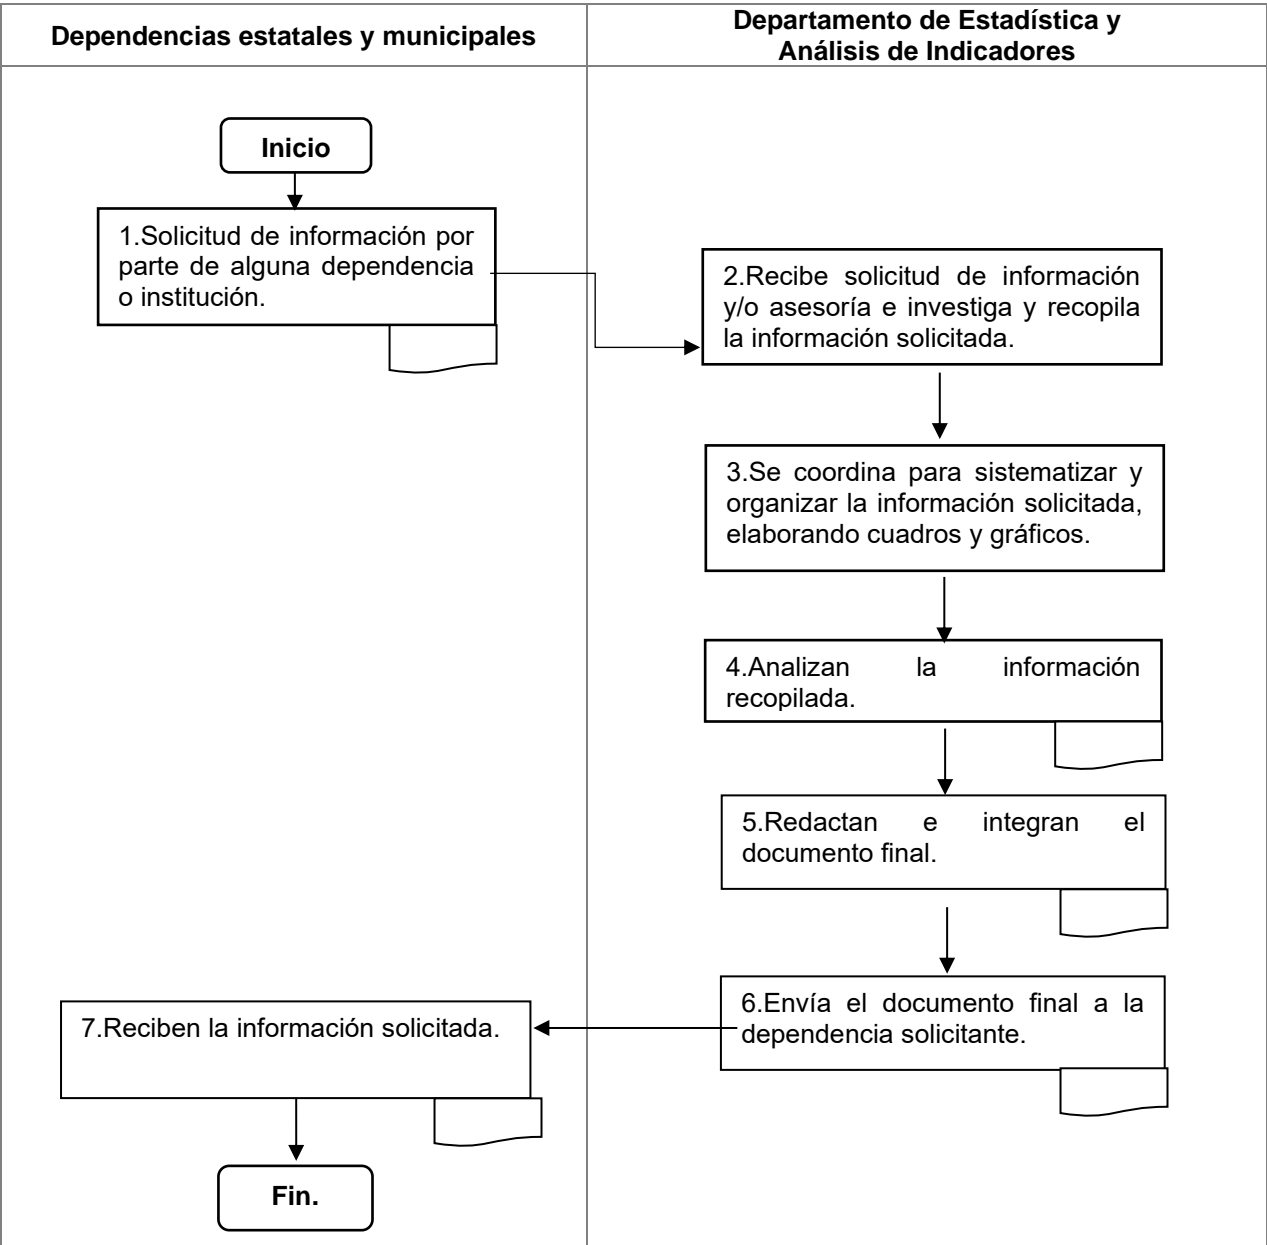 Dependencias estatales y municipales
Departamento de Estadística y
Análisis de Indicadores
Inicio
1.Solicitud de información por
parte de alguna dependencia
o institución.
2.Recibe solicitud de información
y/o asesoría e investiga y recopila
la información solicitada.
3.Se coordina para sistematizar y
organizar la información solicitada,
elaborando cuadros y gráficos.
4.Analizan la información
recopilada.
5.Redactan e integran el
documento final.
6.Envía el documento final a la
dependencia solicitante.
7.Reciben la información solicitada.
Fin.